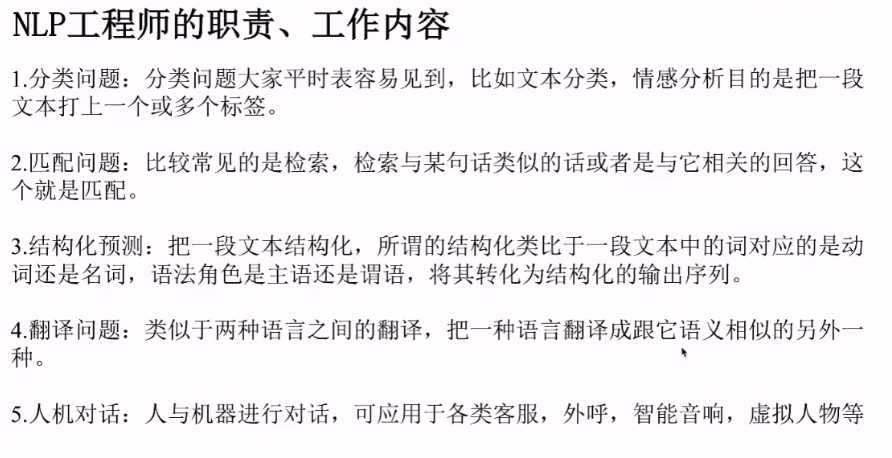 NLP工程师的职责、工作内容
1.分类问题：分类问题大家平时表容易见到，比如文本分类，情感分析目的是把一段
文本打上一个或多个标签。
2.匹配问题：比较常见的是检索，检索与某句话类似的话或者是与它相关的回答，这
个就是匹配。
3.结构化预测：把一段文本结构化，所谓的结构化类比于一段文本中的词对应的是动
词还是名词，语法角色是主语还是谓语，将其转化为结构化的输出序列。
4.翻译问题：类似于两种语言之间的翻译，把一种语言翻译成跟它语义相似的另外一
种。
5.人机对话：人与机器进行对话，可应用于各类客服，外呼，智能音响，虚拟人物等